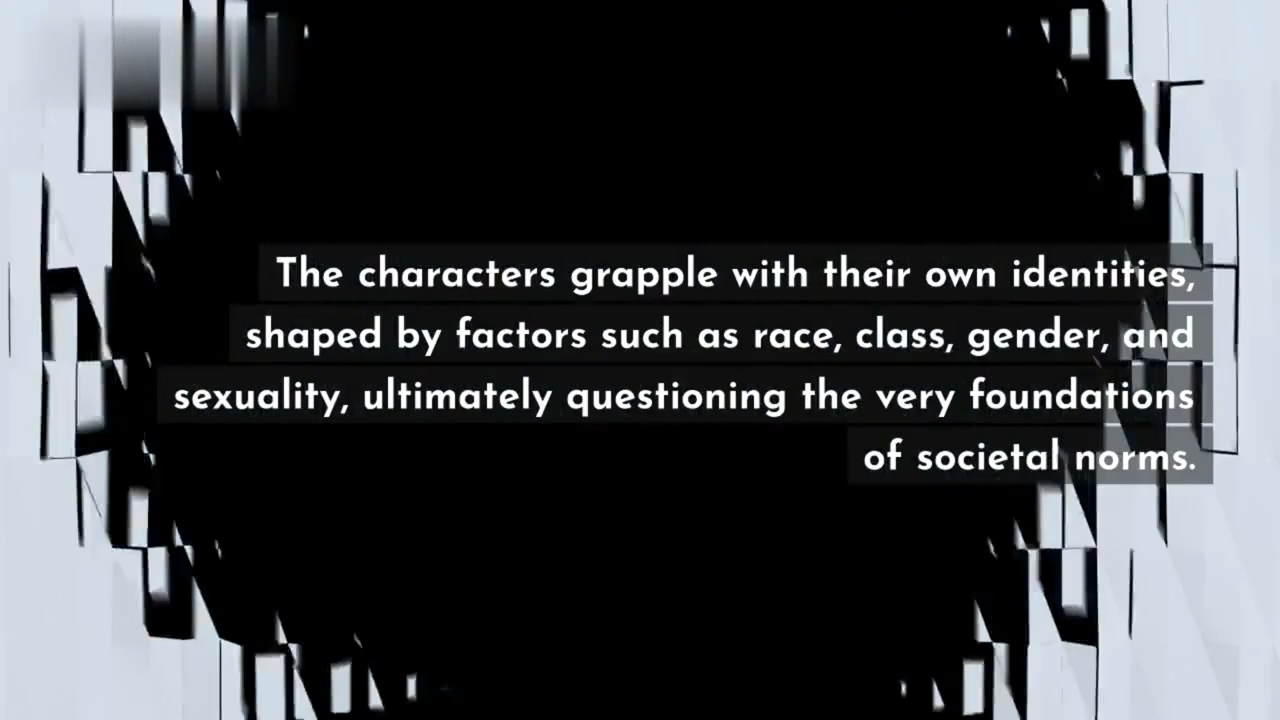 The characters grapple with their own identities,
shaped by factors such as race, class, gender, and
sexuality, ultimately questioning the very foundations
of societal norms.